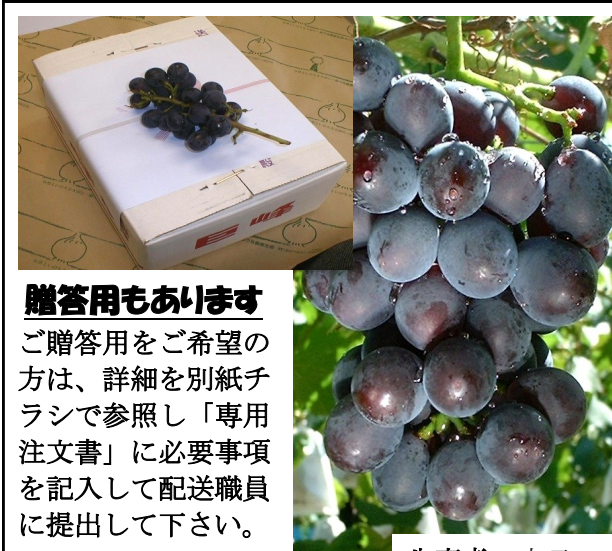 巨峰
贈答用もあります
ご贈答用をご希望の
方は、詳細を別紙チ
ラシで参照し「専用
注文書」に必要事項
を記入して配送職員
に提出して下さい。